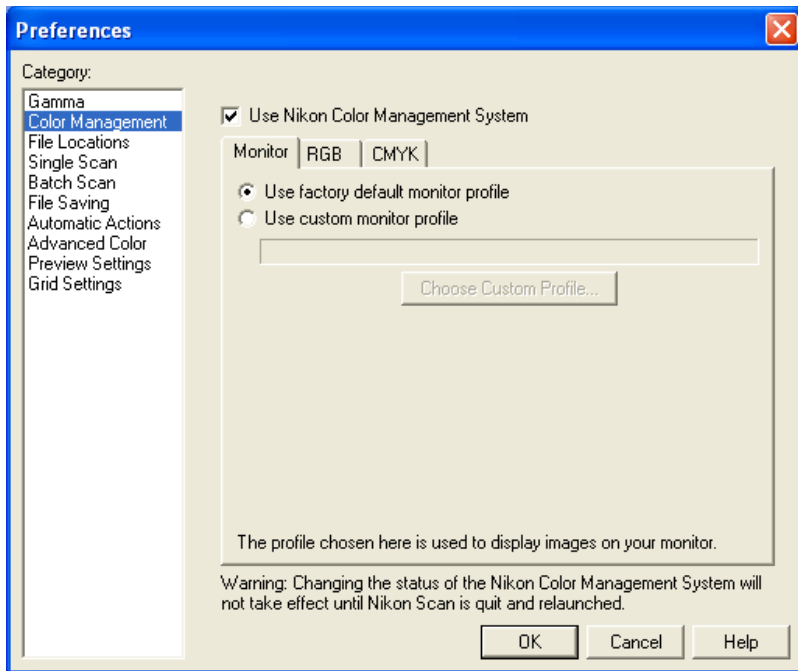 Preferences
Category:
Gamma
Color Management
File Locations
Single Scan
Batch Scan
File Saving
Automatic Actions
Advanced Color
Preview Settings
Grid Settings
Use Nikon Color Management System
Monitor RGB CMYK
Use factory default monitor profile
Use custom monitor profile
Choose Custom Profile...
The profile chosen here is used to display images on your monitor.
Warning: Changing the status of the Nikon Color Management System will
not take effect until Nikon Scan is quit and relaunched.
OK Cancel Help